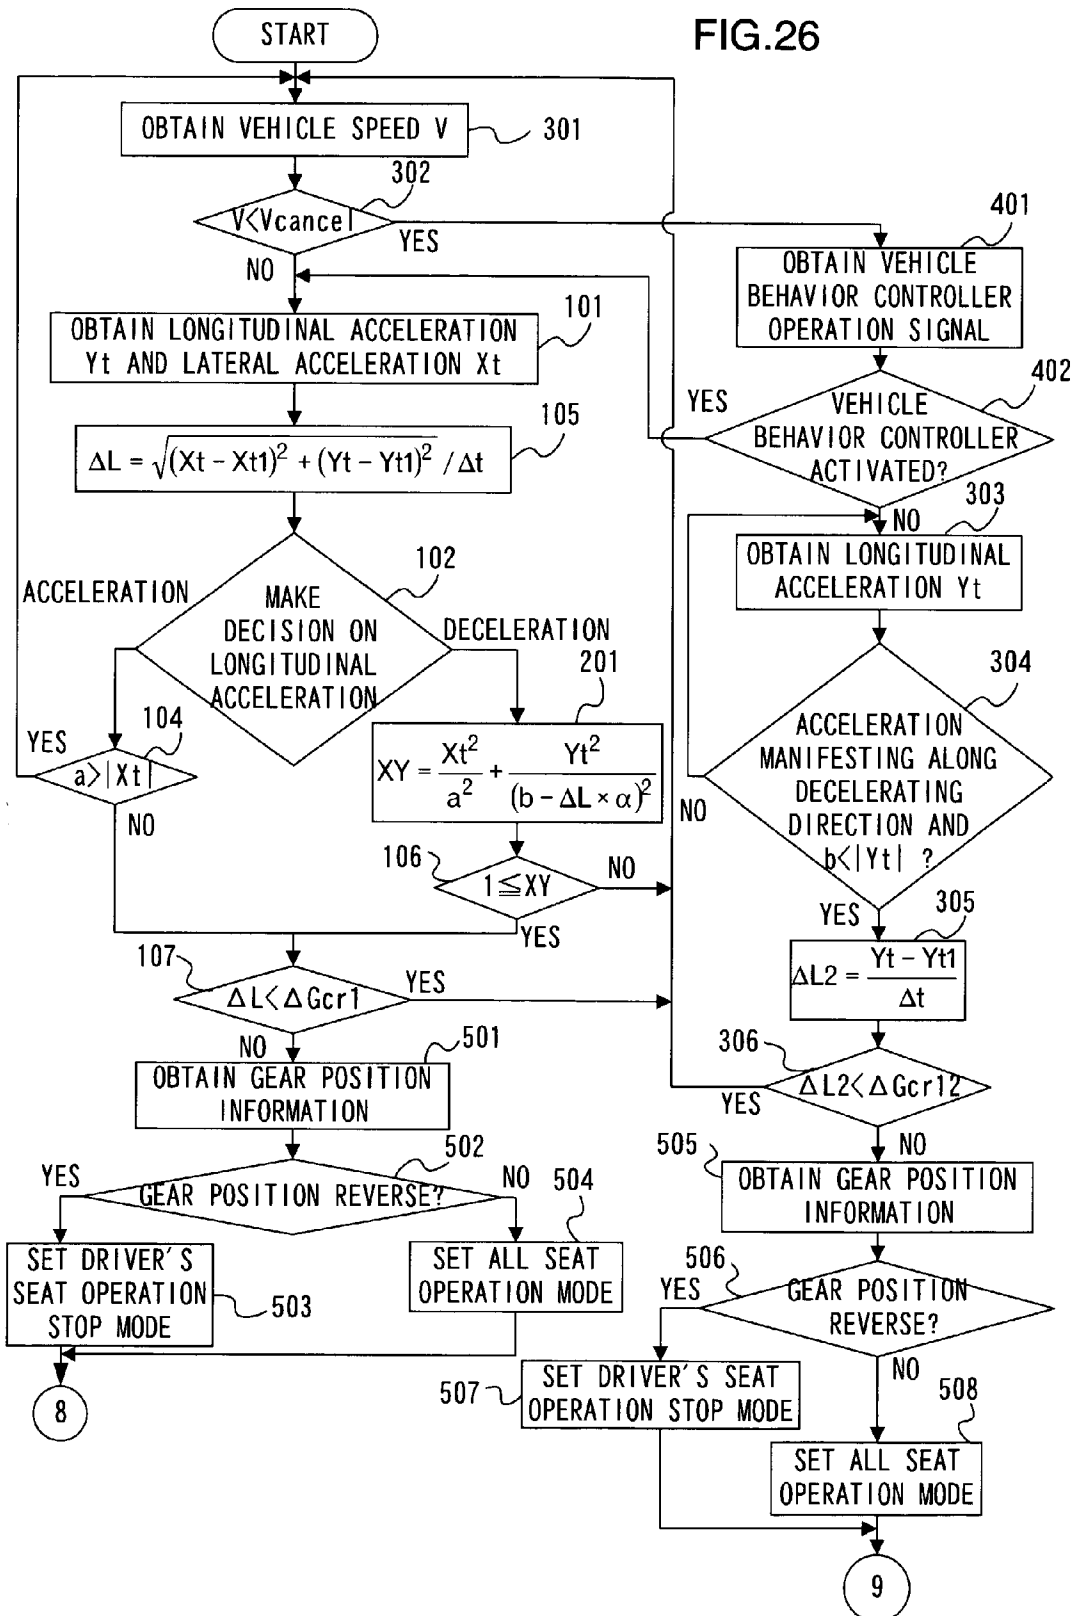 FIG.26
START
OBTAIN VEHICLE SPEED V
301
302
V<Vcancel
YES
NO
401
OBTAIN VEHICLE
BEHAVIOR CONTROLLER
OPERATION SIGNAL
101
OBTAIN LONGITUDINAL ACCELERATION
Yt AND LATERAL ACCELERATION Xt
402
YES
VEHICLE
BEHAVIOR CONTROLLER
ACTIVATED?
NO
105
ΔL = √(Xt − Xt1)² + (Yt − Yt1)² / Δt
303
OBTAIN LONGITUDINAL
ACCELERATION Yt
102
ACCELERATION
MAKE
DECISION ON
LONGITUDINAL
ACCELERATION
DECELERATION
304
ACCELERATION
MANIFESTING ALONG
DECELERATING
DIRECTION AND
b<|Yt| ?
NO
YES
201
XY = Xt²/a² + Yt²/(b − ΔL × α)²
104
YES
a>|Xt|
NO
106
1≦XY
NO
YES
305
ΔL2 = (Yt − Yt1)/Δt
107
ΔL<ΔGcr1
YES
NO
306
ΔL2<ΔGcr12
YES
NO
501
OBTAIN GEAR POSITION
INFORMATION
502
YES
GEAR POSITION REVERSE?
NO
505
OBTAIN GEAR POSITION
INFORMATION
SET DRIVER'S
SEAT OPERATION
STOP MODE
503
504
SET ALL SEAT
OPERATION MODE
506
YES
GEAR POSITION
REVERSE?
NO
8
507
SET DRIVER'S SEAT
OPERATION STOP MODE
508
SET ALL SEAT
OPERATION MODE
9